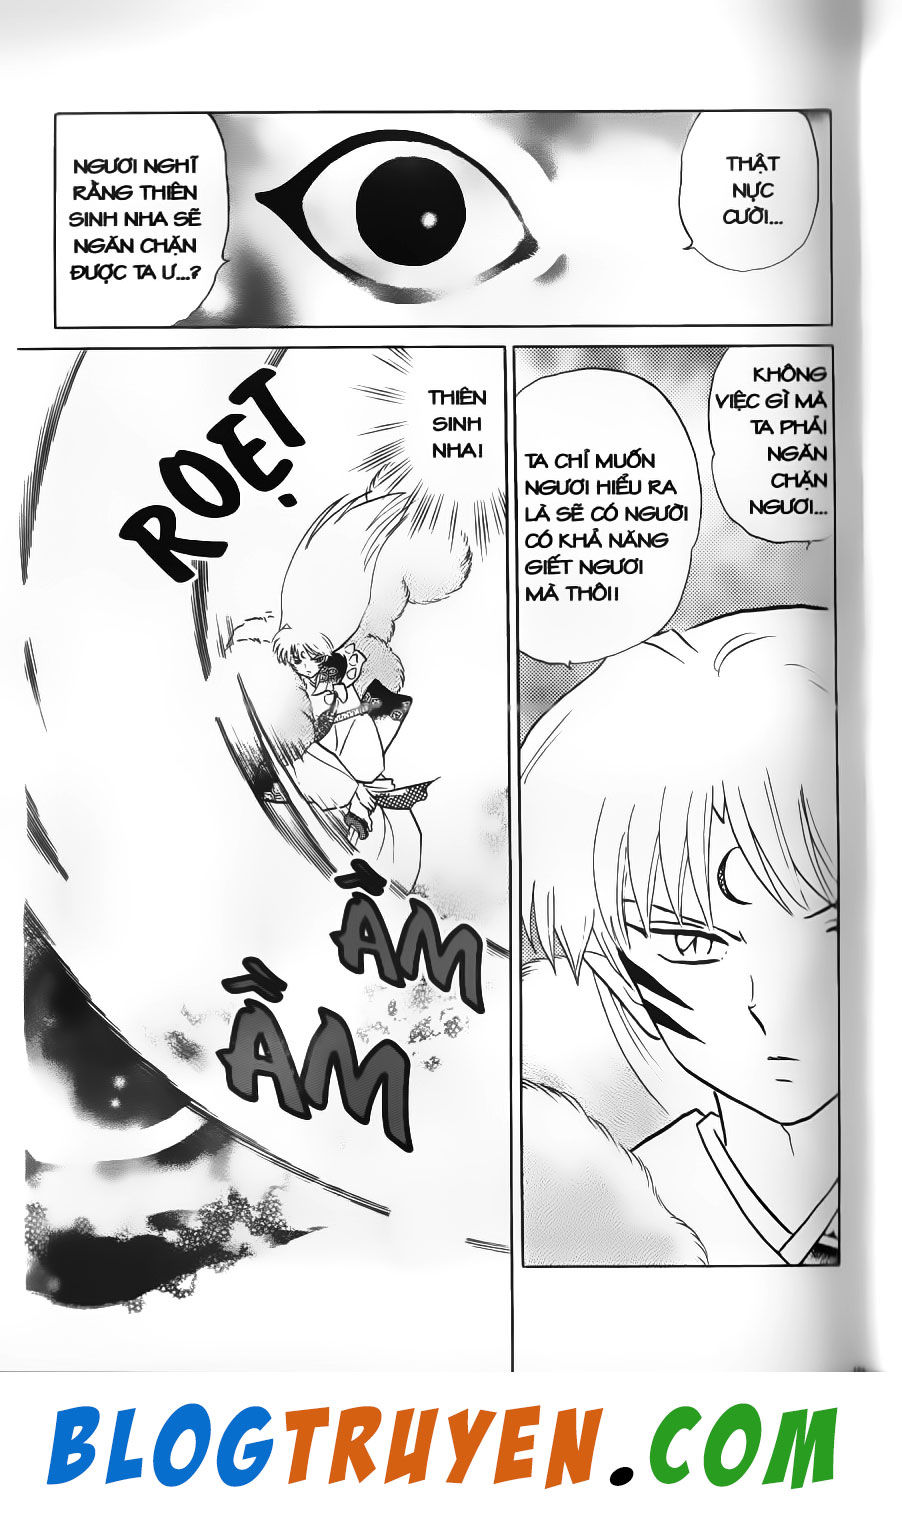 THẬT
NỰC
CƯỜI...
NGƯƠI NGHĨ
RẰNG THIÊN
SINH NHA SẼ
NGĂN CHẶN
ĐƯỢC TA Ư...?
KHÔNG
VIỆC GÌ MÀ
TA PHẢI
NGĂN
CHẶN
NGƯƠI...
TA CHỈ MUỐN
NGƯƠI HIỂU RA
LÀ SẼ CÓ NGƯỜI
CÓ KHẢ NĂNG
GIẾT NGƯƠI
MÀ THÔI!
THIÊN
SINH
NHA!
ROẸT
ẦM
ẦM
BLOGTRUYEN.COM